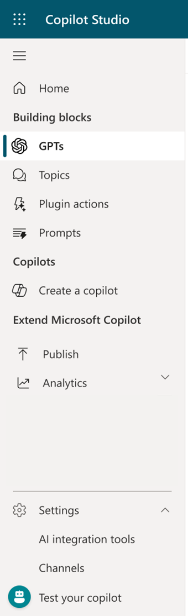 Copilot Studio
Home
Building blocks
GPTs
Topics
Plugin actions
Prompts
Copilots
Create a copilot
Extend Microsoft Copilot
Publish
Analytics
Settings
AI integration tools
Channels
Test your copilot